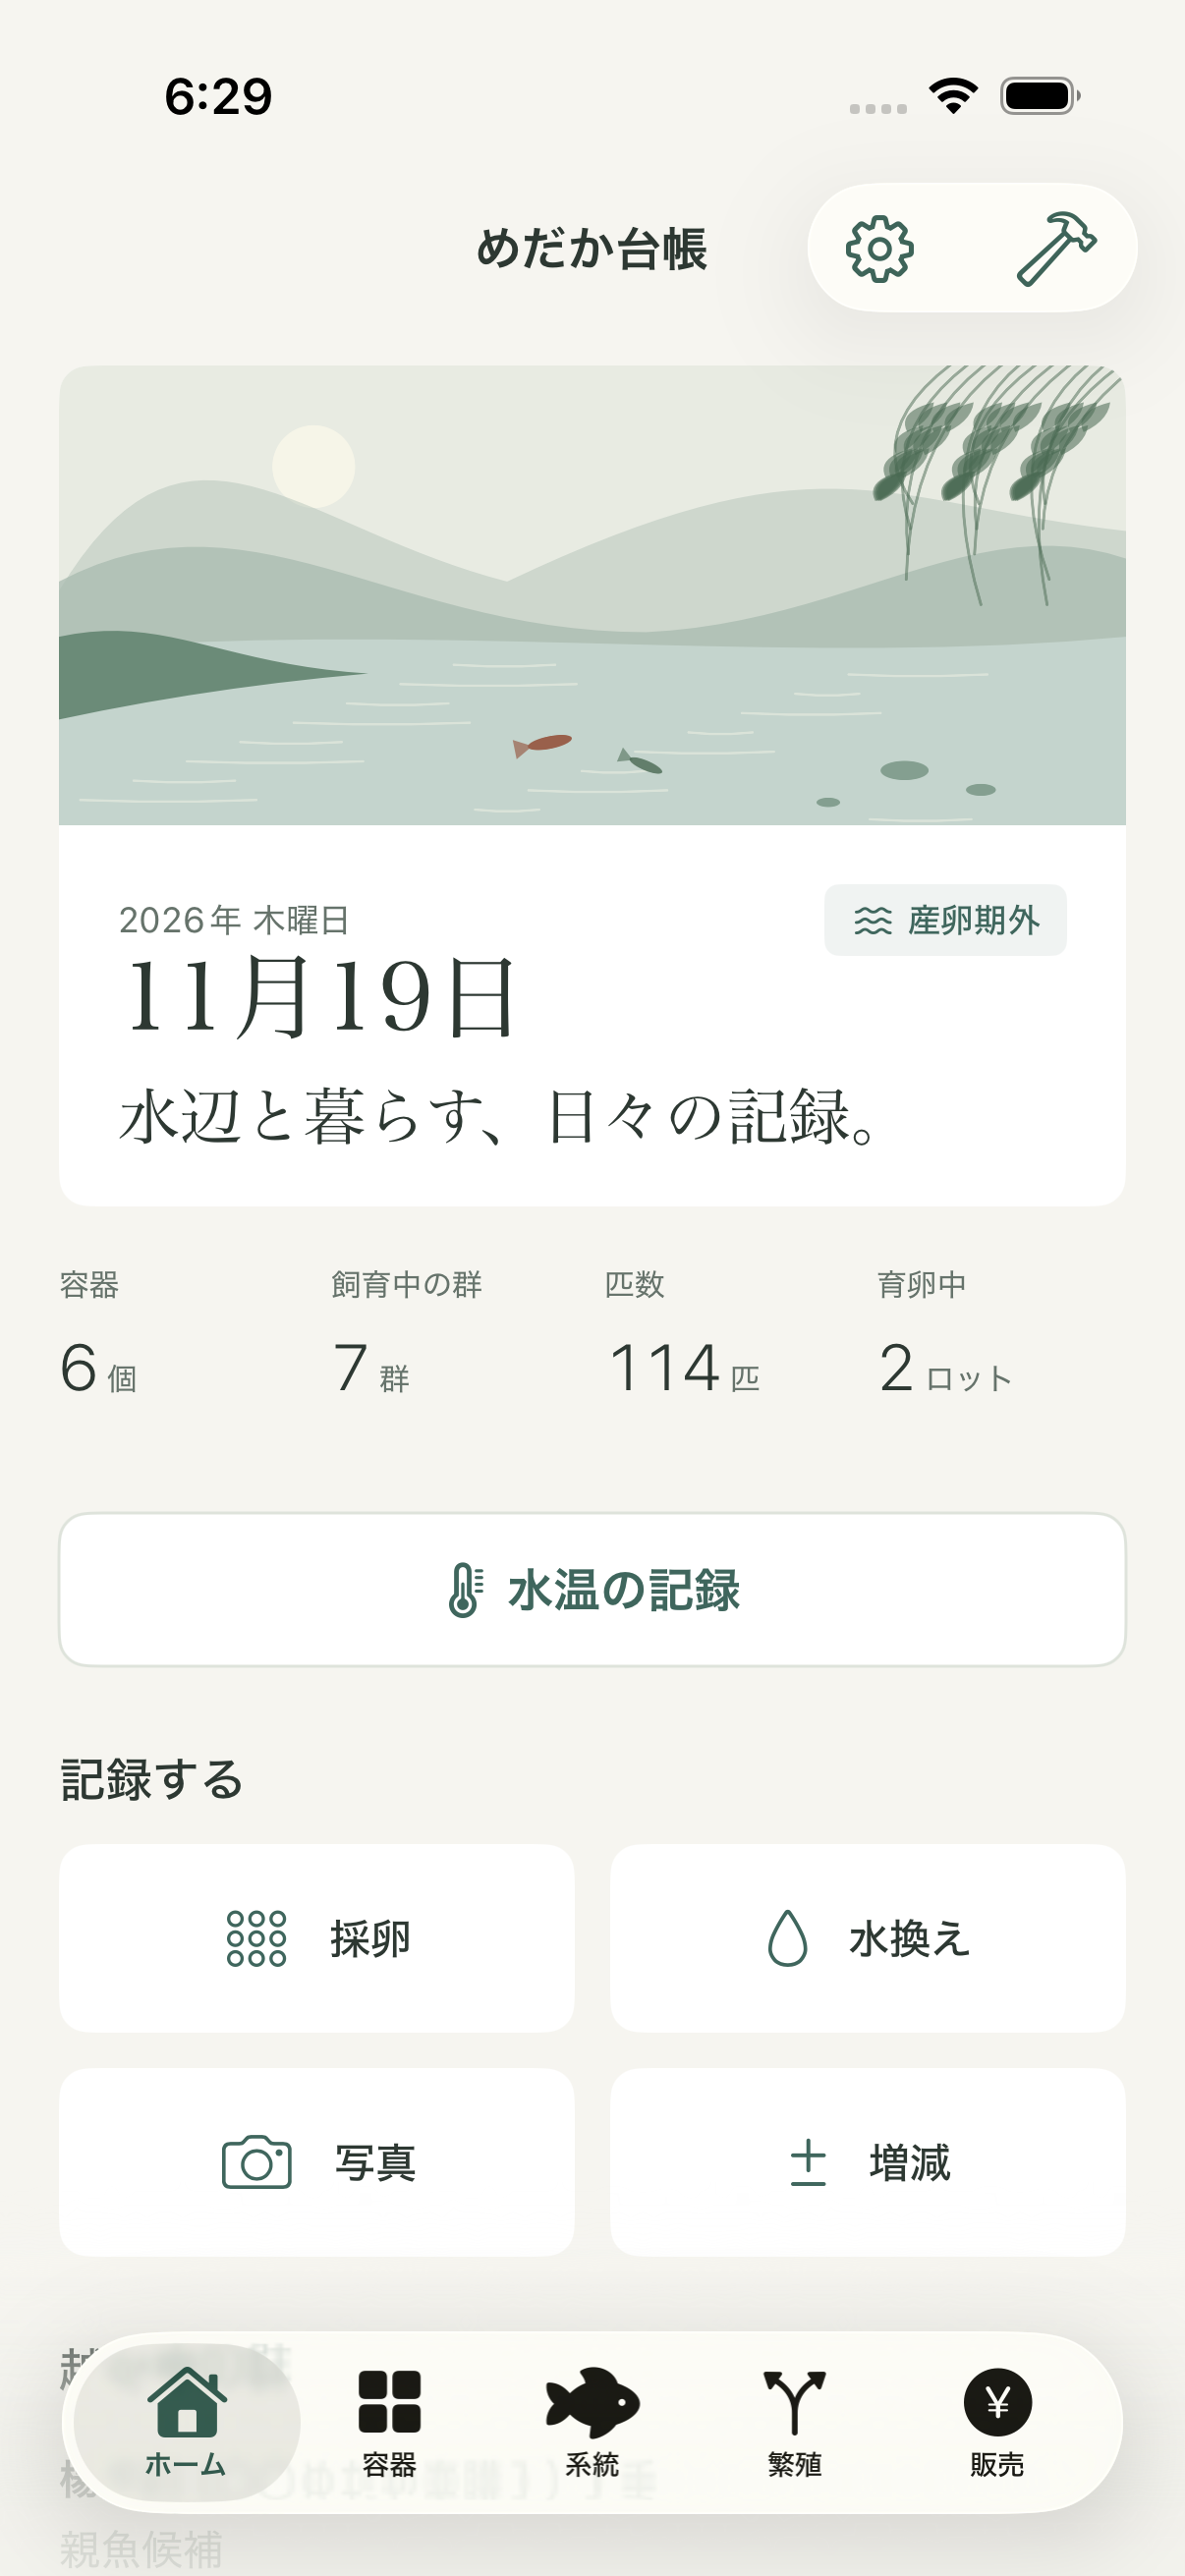 6:29
めだか台帳
2026年 木曜日
産卵期外
11月19日
水辺と暮らす、日々の記録。
容器
飼育中の群
匹数
育卵中
6個
7群
114匹
2ロット
水温の記録
記録する
採卵
水換え
写真
増減
ホーム
容器
系統
繁殖
販売
親魚候補